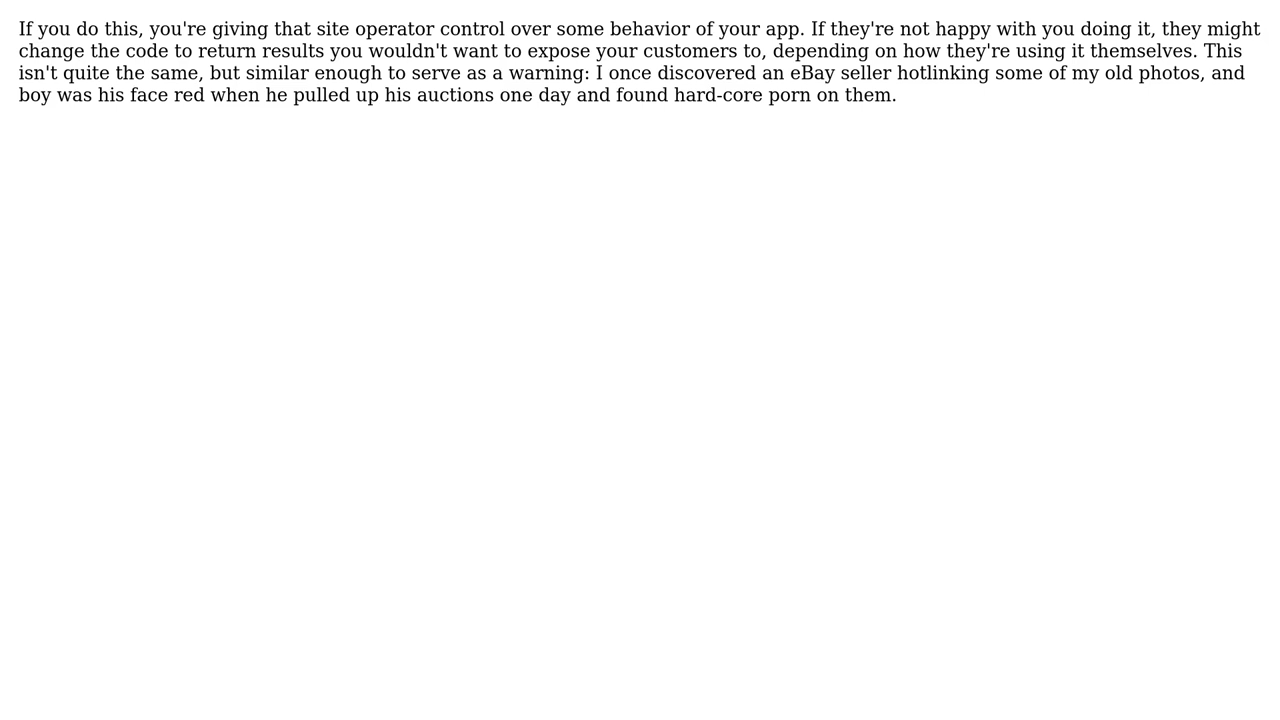 If you do this, you're giving that site operator control over some behavior of your app. If they're not happy with you doing it, they might
change the code to return results you wouldn't want to expose your customers to, depending on how they're using it themselves. This
isn't quite the same, but similar enough to serve as a warning: I once discovered an eBay seller hotlinking some of my old photos, and
boy was his face red when he pulled up his auctions one day and found hard-core porn on them.